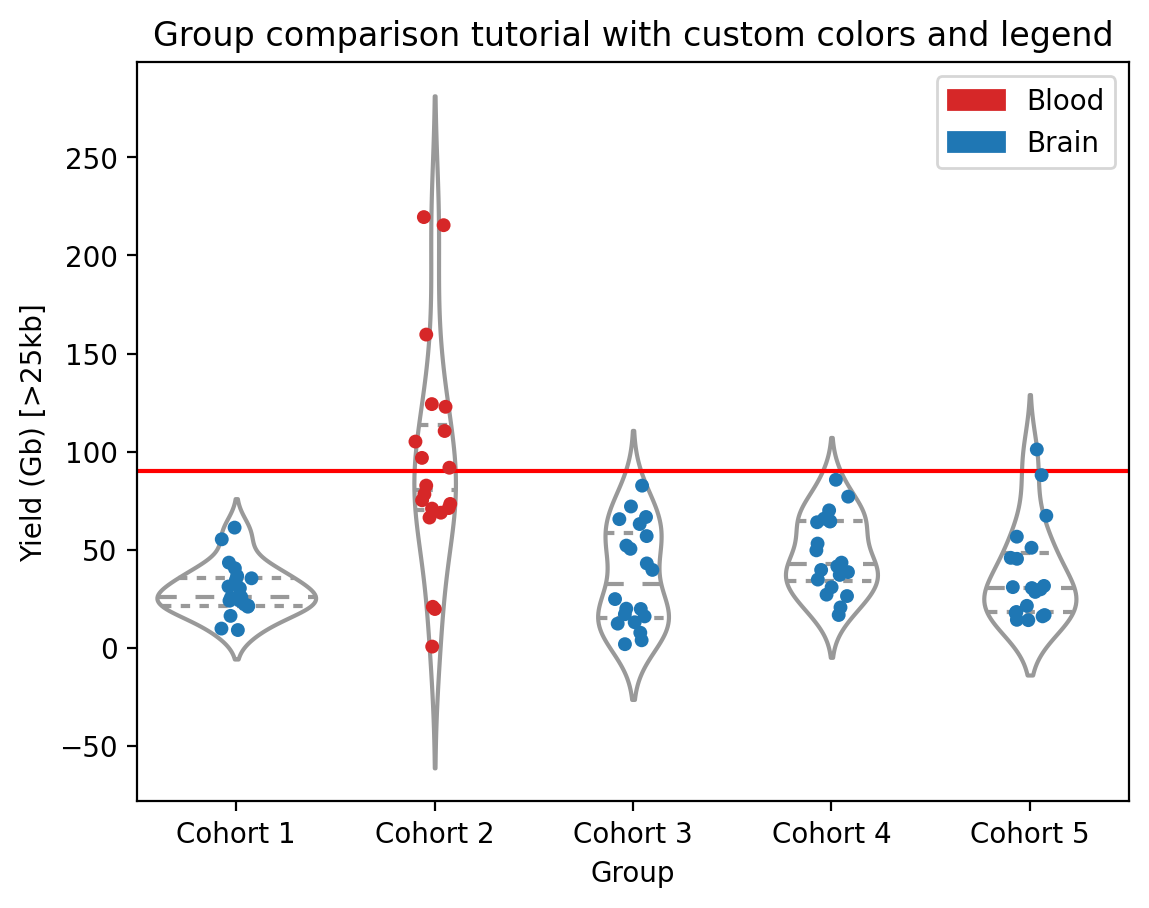 Group comparison tutorial with custom colors and legend
Blood
Brain
250
200
150
100
50
0
−50
Yield (Gb) [>25kb]
Cohort 1
Cohort 2
Cohort 3
Cohort 4
Cohort 5
Group